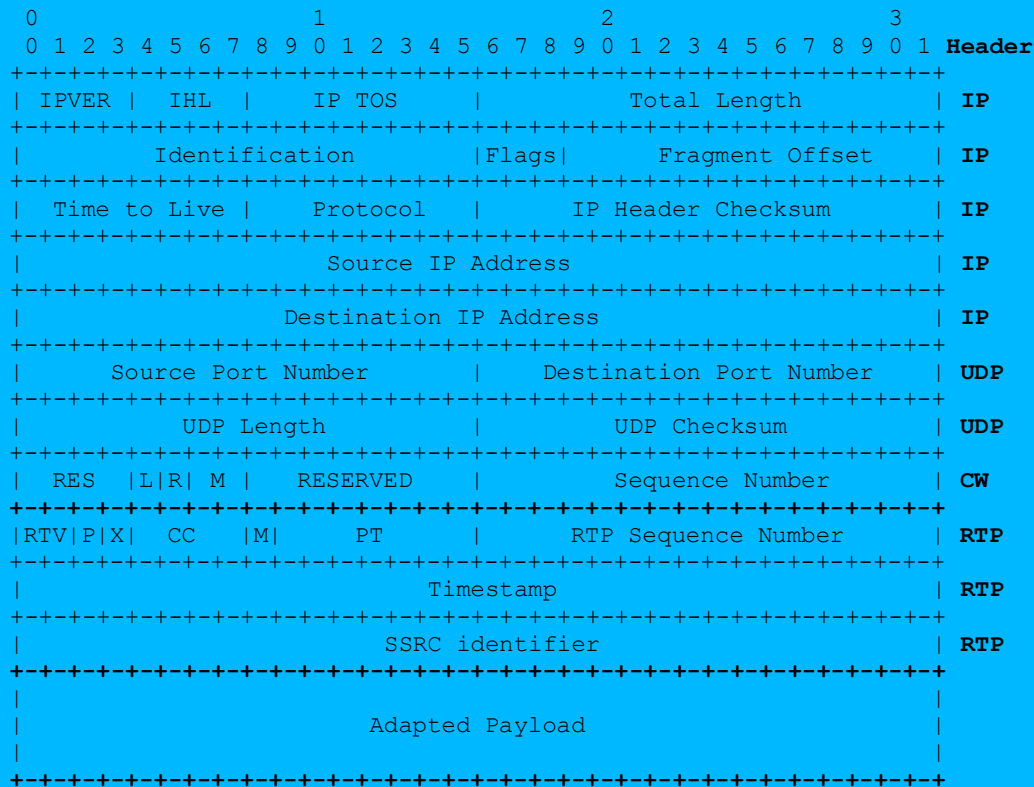 0                   1                   2                   3
 0 1 2 3 4 5 6 7 8 9 0 1 2 3 4 5 6 7 8 9 0 1 2 3 4 5 6 7 8 9 0 1 Header
+-+-+-+-+-+-+-+-+-+-+-+-+-+-+-+-+-+-+-+-+-+-+-+-+-+-+-+-+-+-+-+-+
| IPVER |  IHL  |    IP TOS     |          Total Length         | IP
+-+-+-+-+-+-+-+-+-+-+-+-+-+-+-+-+-+-+-+-+-+-+-+-+-+-+-+-+-+-+-+-+
|         Identification        |Flags|      Fragment Offset    | IP
+-+-+-+-+-+-+-+-+-+-+-+-+-+-+-+-+-+-+-+-+-+-+-+-+-+-+-+-+-+-+-+-+
|  Time to Live |    Protocol   |      IP Header Checksum       | IP
+-+-+-+-+-+-+-+-+-+-+-+-+-+-+-+-+-+-+-+-+-+-+-+-+-+-+-+-+-+-+-+-+
|                     Source IP Address                         | IP
+-+-+-+-+-+-+-+-+-+-+-+-+-+-+-+-+-+-+-+-+-+-+-+-+-+-+-+-+-+-+-+-+
|                  Destination IP Address                       | IP
+-+-+-+-+-+-+-+-+-+-+-+-+-+-+-+-+-+-+-+-+-+-+-+-+-+-+-+-+-+-+-+-+
|      Source Port Number       |    Destination Port Number    | UDP
+-+-+-+-+-+-+-+-+-+-+-+-+-+-+-+-+-+-+-+-+-+-+-+-+-+-+-+-+-+-+-+-+
|           UDP Length          |         UDP Checksum          | UDP
+-+-+-+-+-+-+-+-+-+-+-+-+-+-+-+-+-+-+-+-+-+-+-+-+-+-+-+-+-+-+-+-+
|  RES  |L|R| M |   RESERVED    |         Sequence Number       | CW
+-+-+-+-+-+-+-+-+-+-+-+-+-+-+-+-+-+-+-+-+-+-+-+-+-+-+-+-+-+-+-+-+
|RTV|P|X|  CC   |M|     PT      |      RTP Sequence Number      | RTP
+-+-+-+-+-+-+-+-+-+-+-+-+-+-+-+-+-+-+-+-+-+-+-+-+-+-+-+-+-+-+-+-+
|                            Timestamp                          | RTP
+-+-+-+-+-+-+-+-+-+-+-+-+-+-+-+-+-+-+-+-+-+-+-+-+-+-+-+-+-+-+-+-+
|                         SSRC identifier                       | RTP
+-+-+-+-+-+-+-+-+-+-+-+-+-+-+-+-+-+-+-+-+-+-+-+-+-+-+-+-+-+-+-+-+
|                                                               |
|                        Adapted Payload                        |
|                                                               |
+-+-+-+-+-+-+-+-+-+-+-+-+-+-+-+-+-+-+-+-+-+-+-+-+-+-+-+-+-+-+-+-+